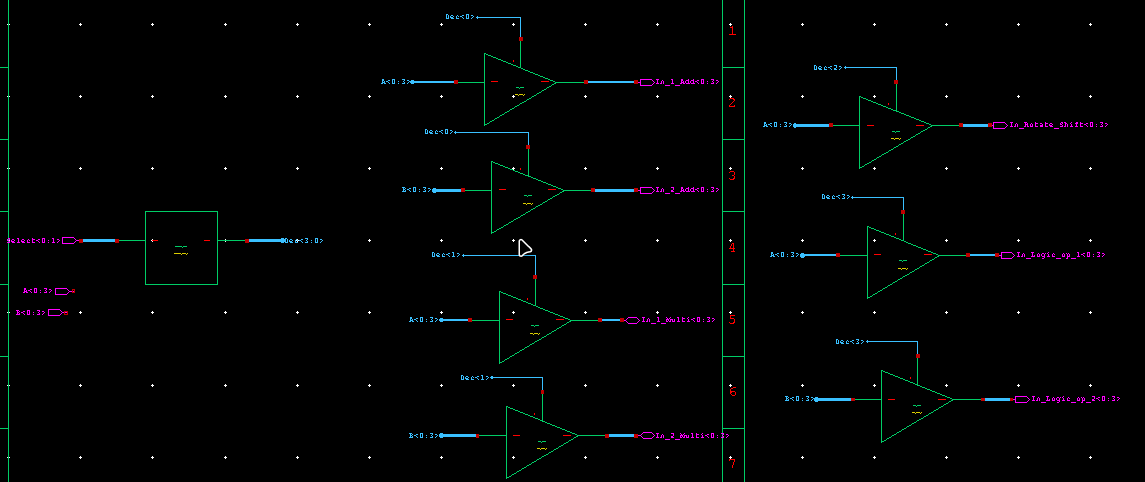 Dec<0>
A<0:3>
In_1_Add<0:3>
Dec<0>
B<0:3>
In_2_Add<0:3>
Select<0:1>
Dec<3:0>
A<0:3>
B<0:3>
Dec<1>
A<0:3>
In_1_Multi<0:3>
Dec<1>
B<0:3>
In_2_Multi<0:3>
1
2
3
4
5
6
7
Dec<2>
A<0:3>
In_Rotate_Shift<0:3>
Dec<3>
A<0:3>
In_Logic_op_1<0:3>
Dec<3>
B<0:3>
In_Logic_op_2<0:3>